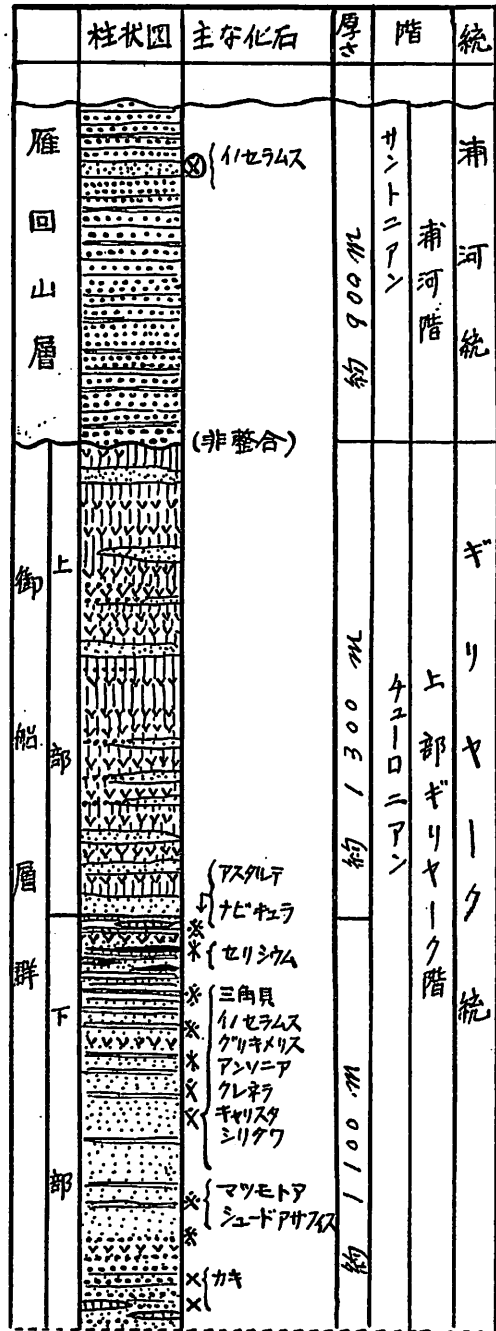 柱状図 主な化石 厚さ 階 統
雁回山層
イノセラムス
約900m
サントニアン
浦河階
浦河統
(非整合)
御船層群
上部
約1300m
チューロニアン
上部ギリヤーク階
ギリヤーク統
アスタルテ
ナビキュラ
セリシウム
下部
三角貝
イノセラムス
グリキメリス
アンソニア
クレネラ
キャリスタ
シリクワ
約1100m
マツモトア
シュードアサフィス
カキ